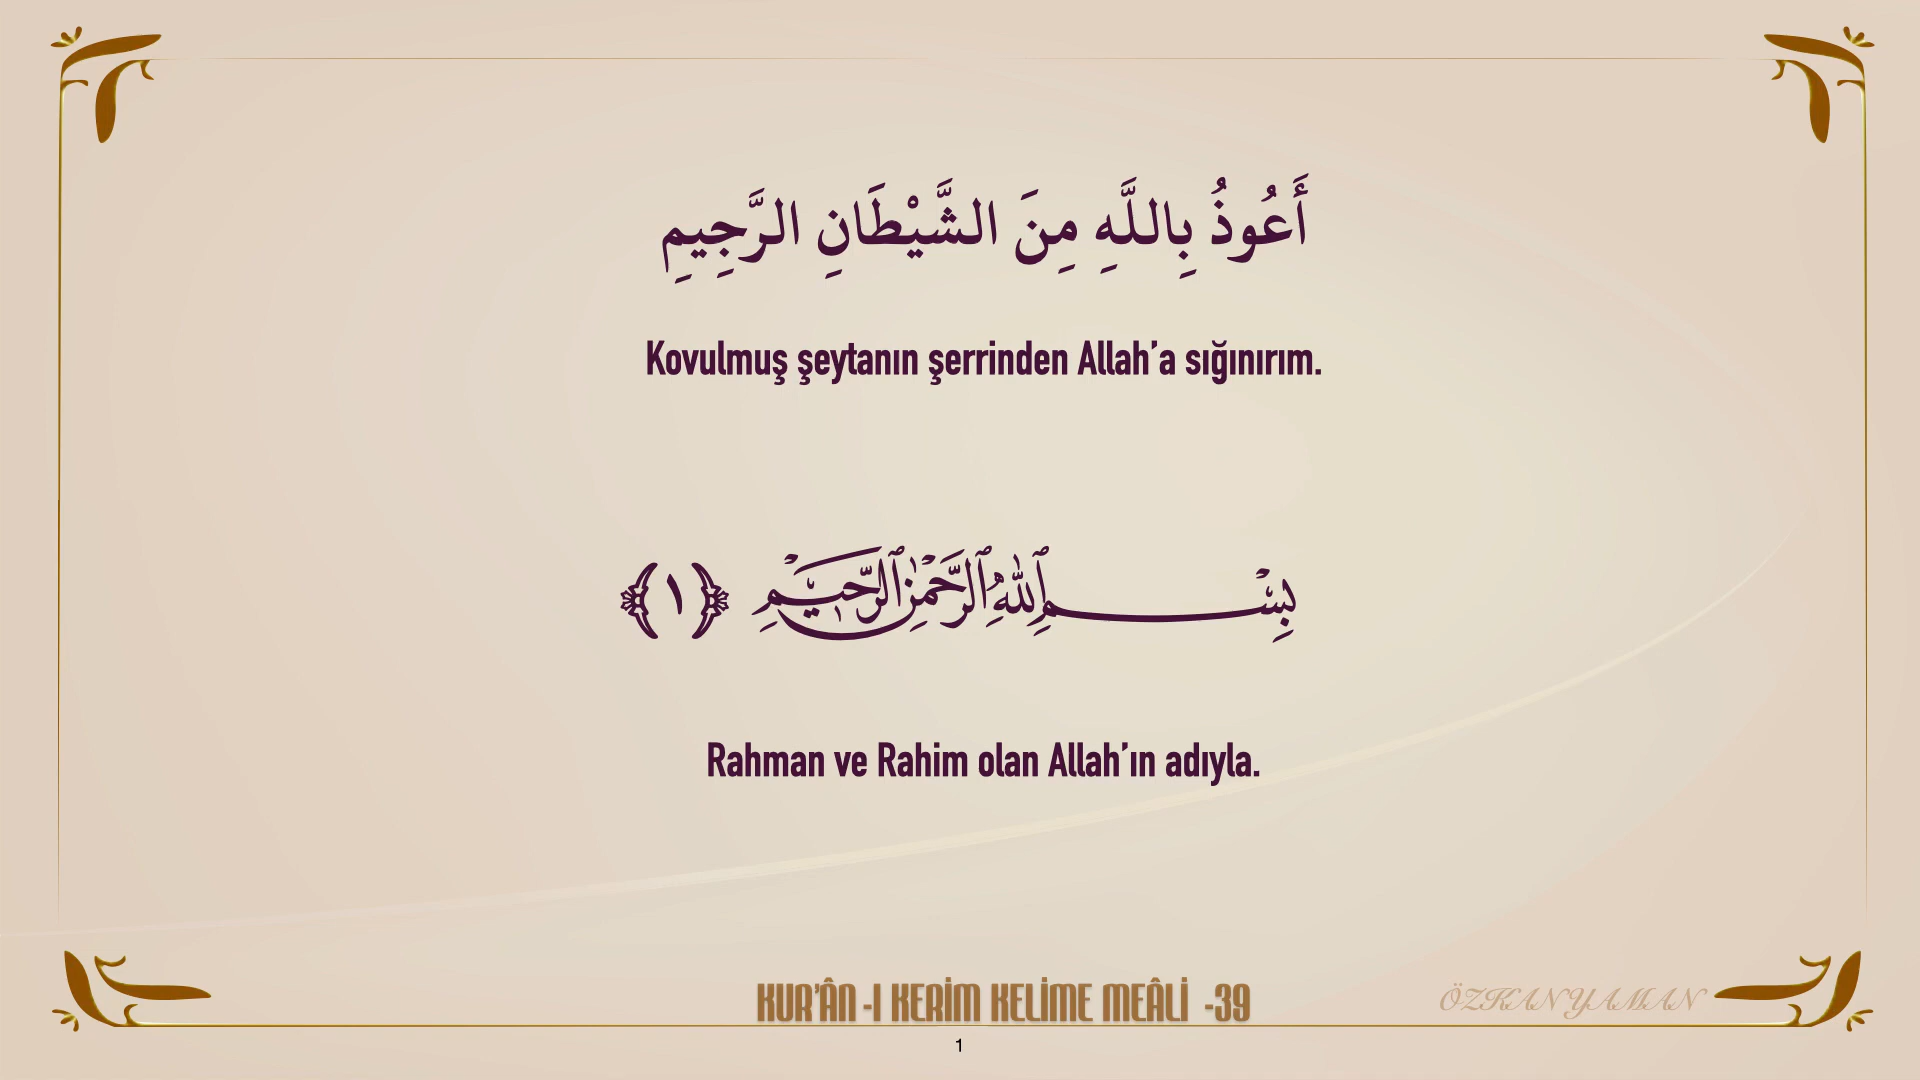 أَعُوذُ بِاللَّهِ مِنَ الشَّيْطَانِ الرَّجِيمِ
Kovulmuş şeytanın şerrinden Allah’a sığınırım.
بِسْمِ ٱللّٰهِ ٱلرَّحْمٰنِ ٱلرَّحِيْمِ ﴿١﴾
Rahman ve Rahim olan Allah’ın adıyla.
KUR’ÂN -I KERİM KELİME MEÂLİ -39
ÖZKAN YAMAN
1